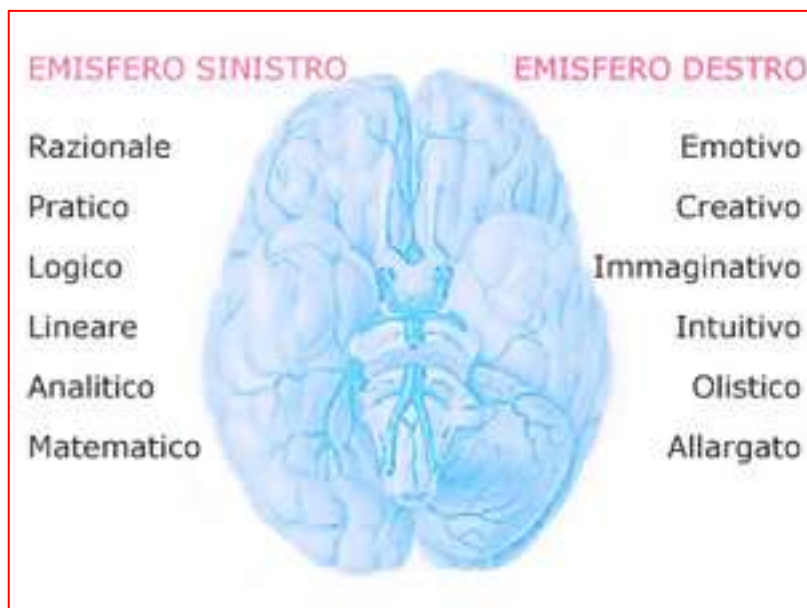 EMISFERO SINISTRO EMISFERO DESTRO
Razionale Emotivo
Pratico Creativo
Logico Immaginativo
Lineare Intuitivo
Analitico Olistico
Matematico Allargato